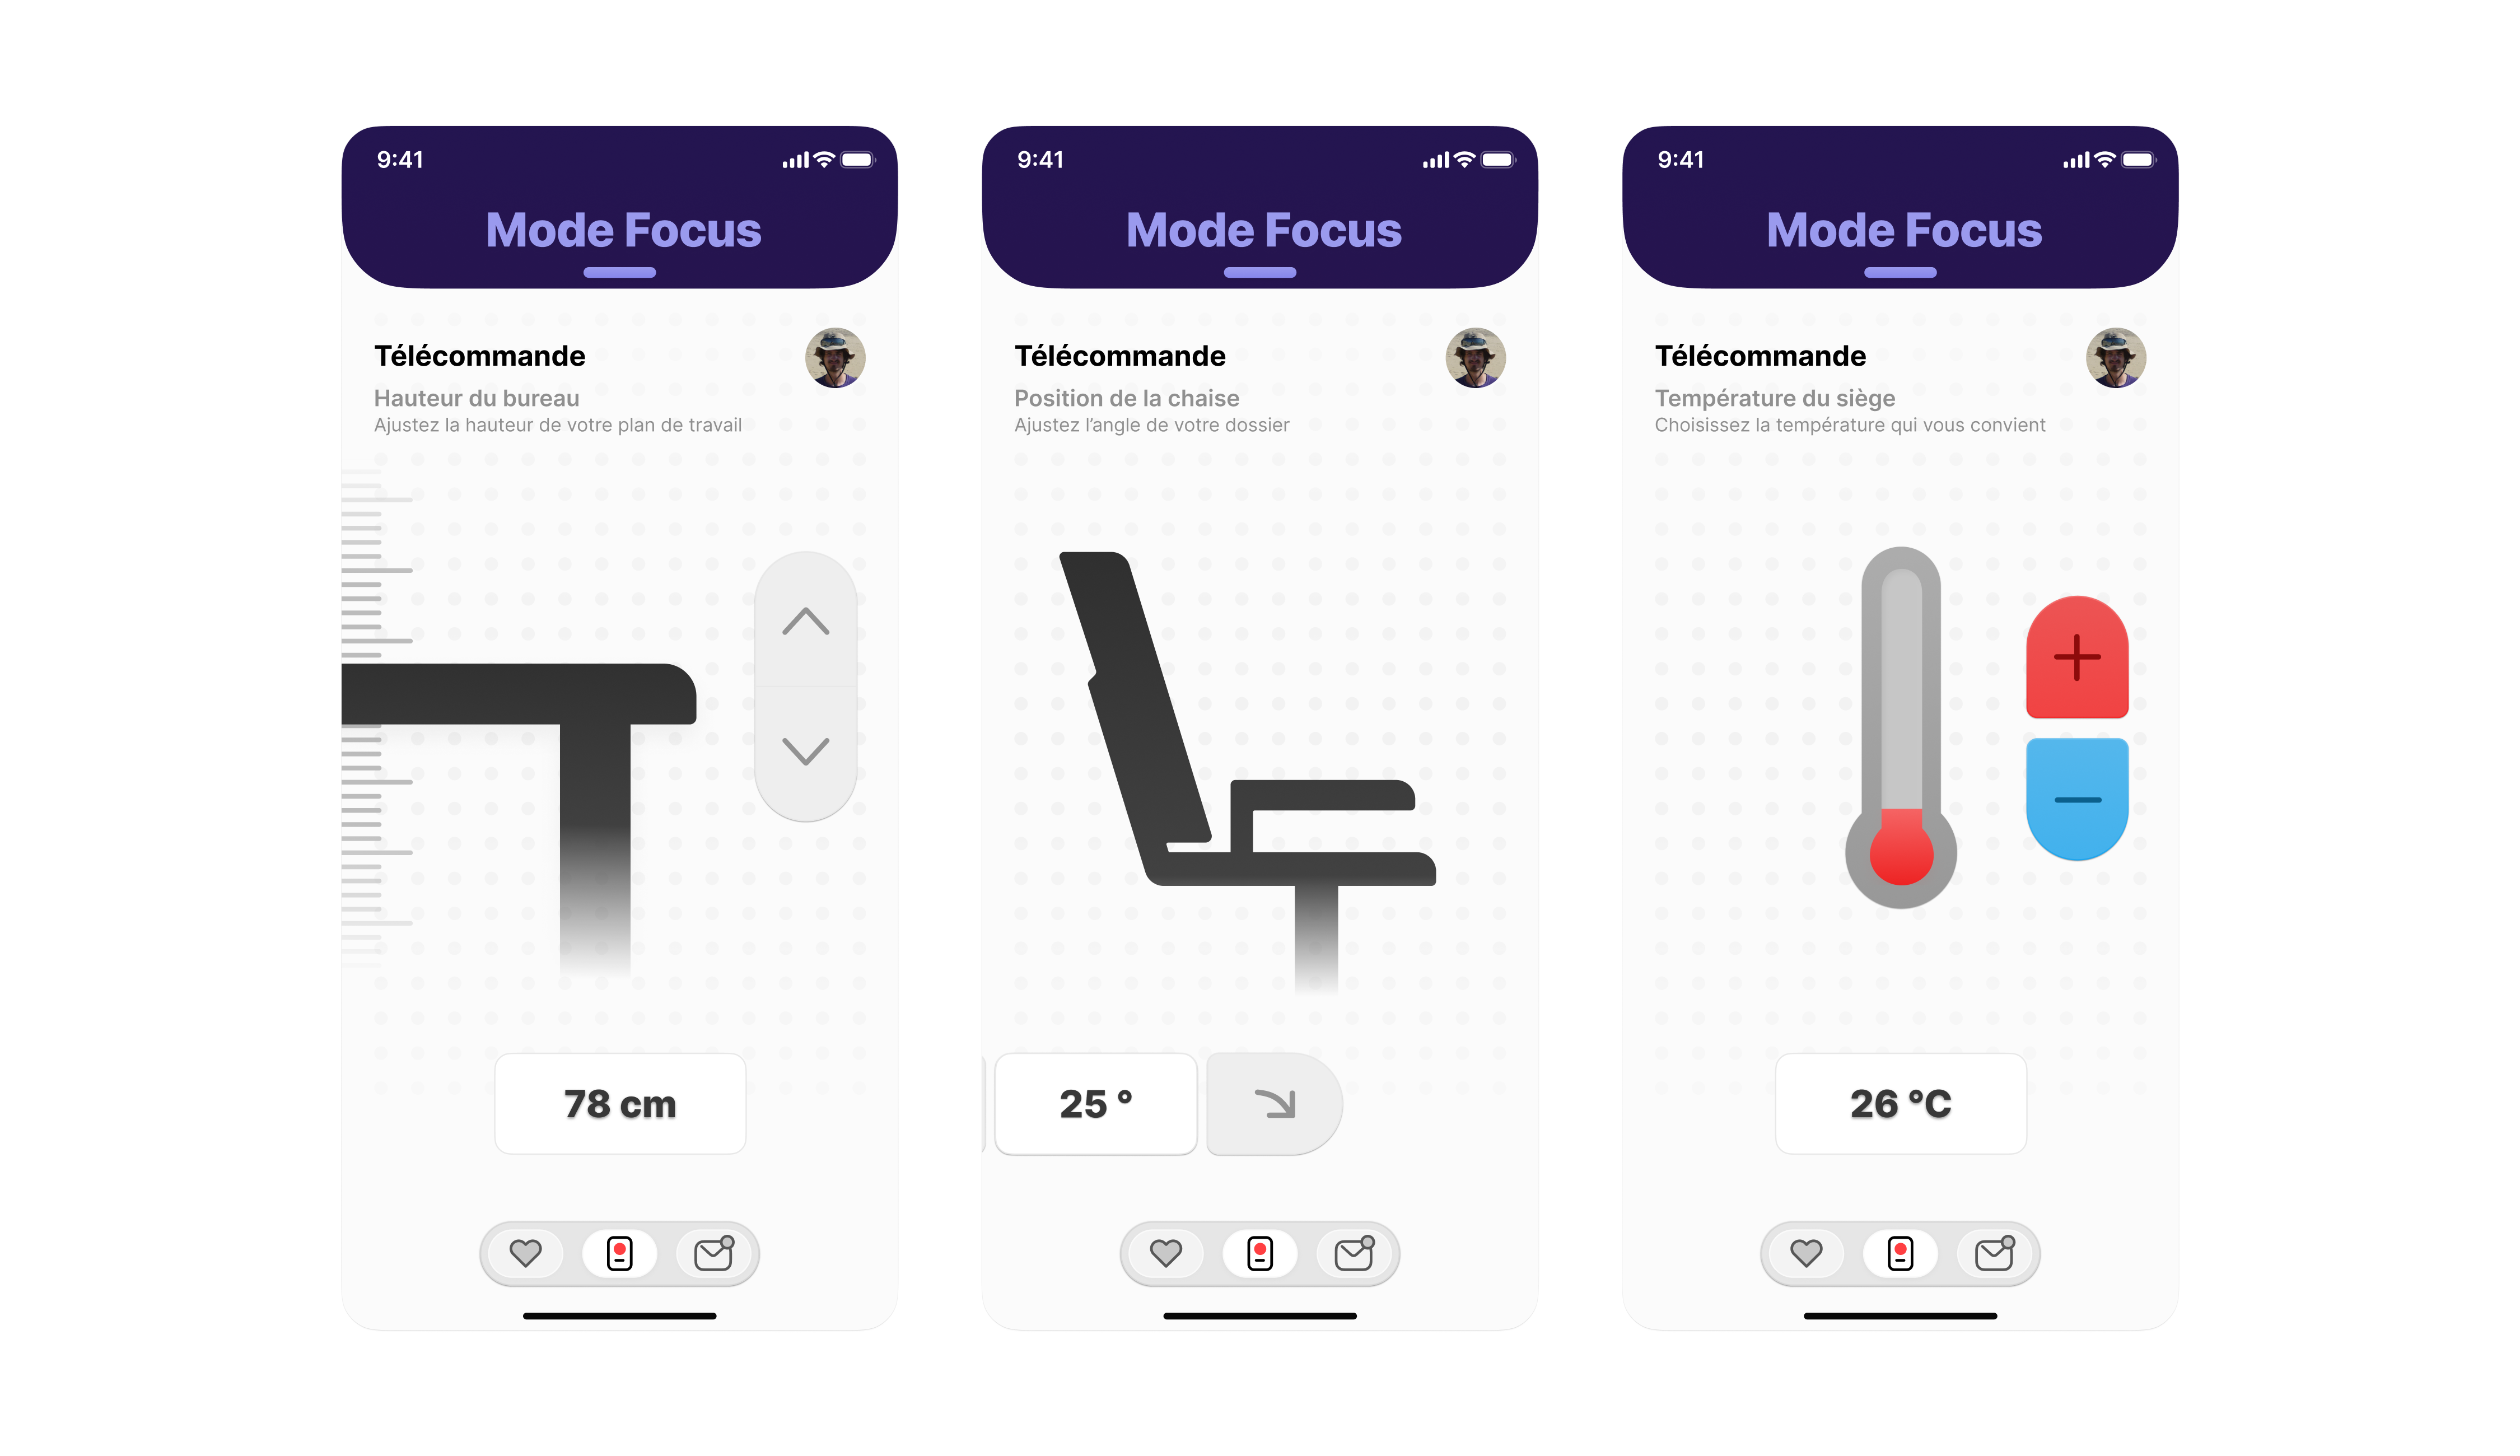 9:41
Mode Focus
Télécommande
Hauteur du bureau
Ajustez la hauteur de votre plan de travail
78 cm
9:41
Mode Focus
Télécommande
Position de la chaise
Ajustez l’angle de votre dossier
25 °
9:41
Mode Focus
Télécommande
Température du siège
Choisissez la température qui vous convient
26 °C